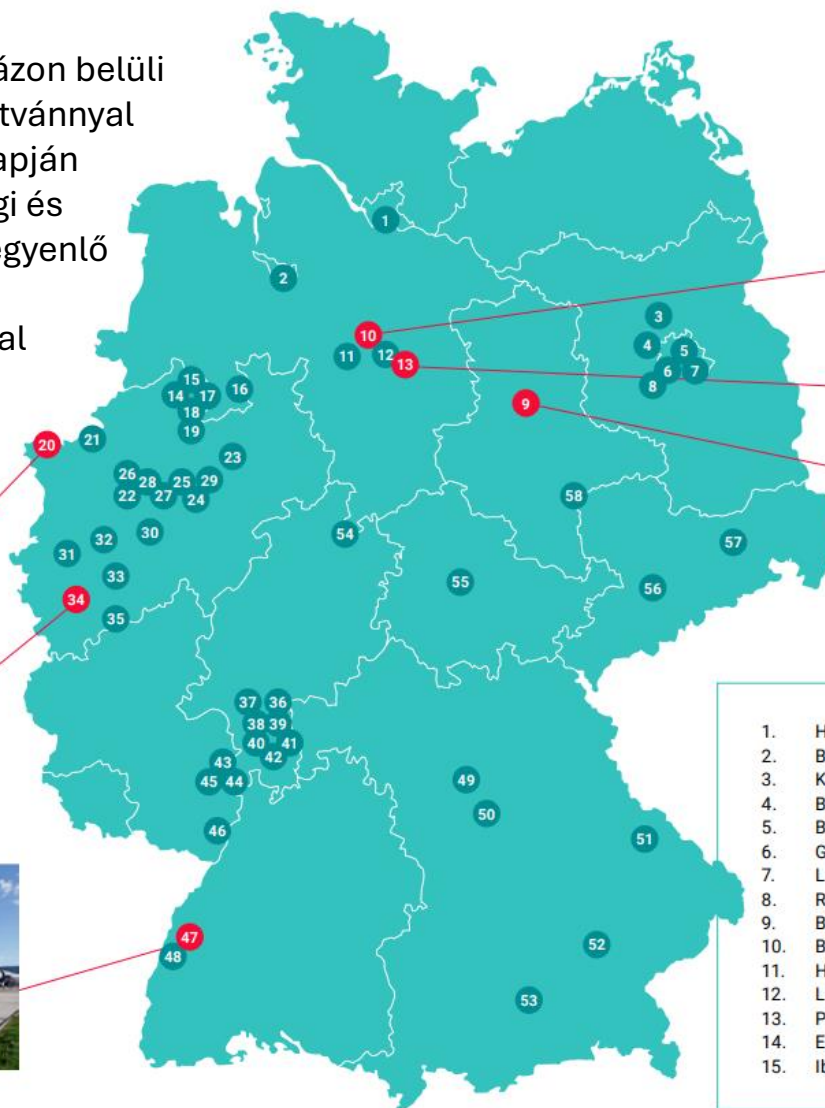 ázon belüli
tvánnyal
apján
gi és
egyenlő
al
1
2
3
4
5
6
7
8
9
10
11
12
13
14
15
16
17
18
19
20
21
22
23
24
25
26
27
28
29
30
31
32
33
34
35
36
37
38
39
40
41
42
43
44
45
46
47
48
49
50
51
52
53
54
55
56
57
58
1. H
2. B
3. K
4. B
5. B
6. G
7. L
8. R
9. B
10. B
11. H
12. L
13. P
14. E
15. Ib